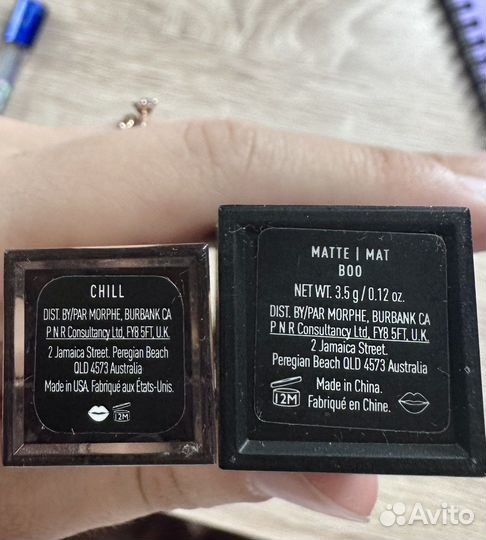 CHILL
DIST. BY/PAR MORPHE, BURBANK CA
P N R Consultancy Ltd, FY8 5FT, U.K.
2 Jamaica Street. Peregian Beach
QLD 4573 Australia
Made in USA. Fabriqué aux États-Unis.
12M
MATTE | MAT
BOO
NET WT. 3.5 g / 0.12 oz.
DIST. BY/PAR MORPHE, BURBANK CA
P N R Consultancy Ltd, FY8 5FT, U.K.
2 Jamaica Street.
Peregian Beach QLD 4573 Australia
Made in China.
Fabriqué en Chine.
12M
Avito